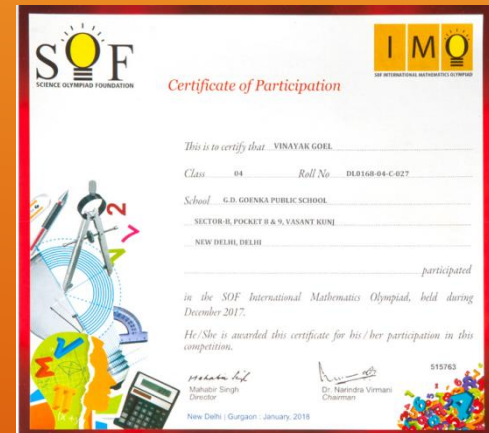 SOF
SCIENCE OLYMPIAD FOUNDATION
IMO
SOF INTERNATIONAL MATHEMATICS OLYMPIAD
Certificate of Participation
This is to certify that VINAYAK GOEL
Class 04 Roll No DL0168-04-C-027
School G.D. GOENKA PUBLIC SCHOOL
SECTOR-B, POCKET 8 & 9, VASANT KUNJ
NEW DELHI, DELHI
participated
in the SOF International Mathematics Olympiad, held during
December 2017.
He/She is awarded this certificate for his/her participation in this
competition.
Mahabir Singh
Director
Dr. Narindra Virmani
Chairman
515763
New Delhi | Gurgaon : January, 2018